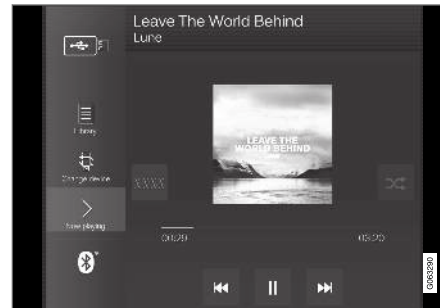 Leave The World Behind
Lune
Library
Change device
Now playing
LEAVE THE
WORLD BEHIND
XXXX
00:29
03:20
G063290